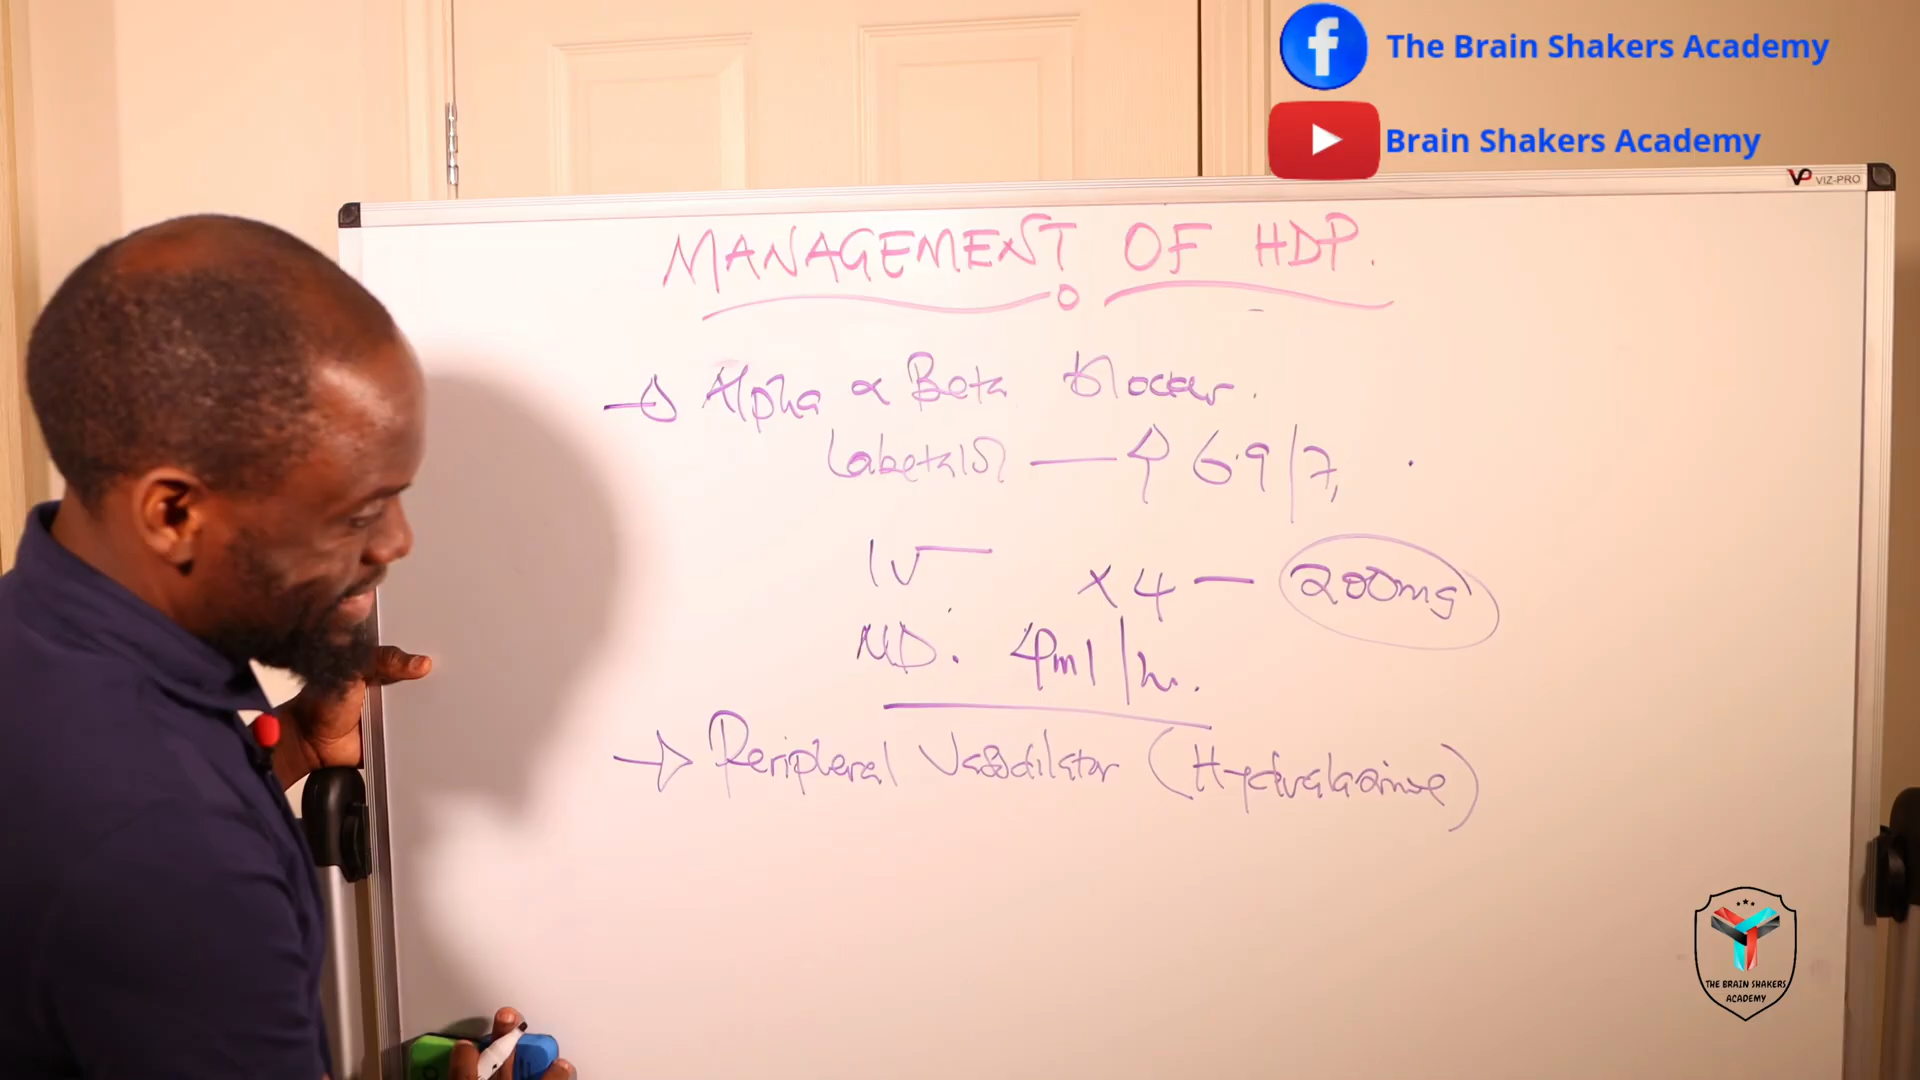 The Brain Shakers Academy
Brain Shakers Academy
VP VIZ-PRO
MANAGEMENT OF HDP.
Alpha & Beta blocker.
Labetalol 6.9/7,
IV x4 — 200mg
MD. 4ml/hr.
Peripheral Vasodilator (Hydralazine)
THE BRAIN SHAKERS
ACADEMY